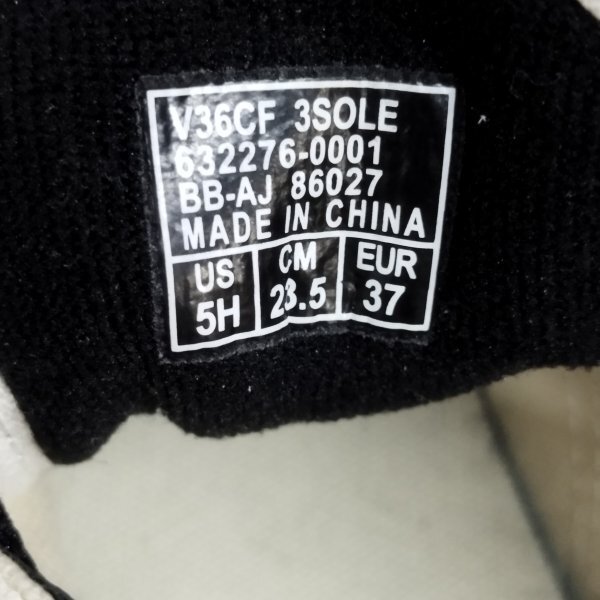 V36CF 3SOLE
632276-0001
BB-AJ 86027
MADE IN CHINA
US CM EUR
5H 23.5 37